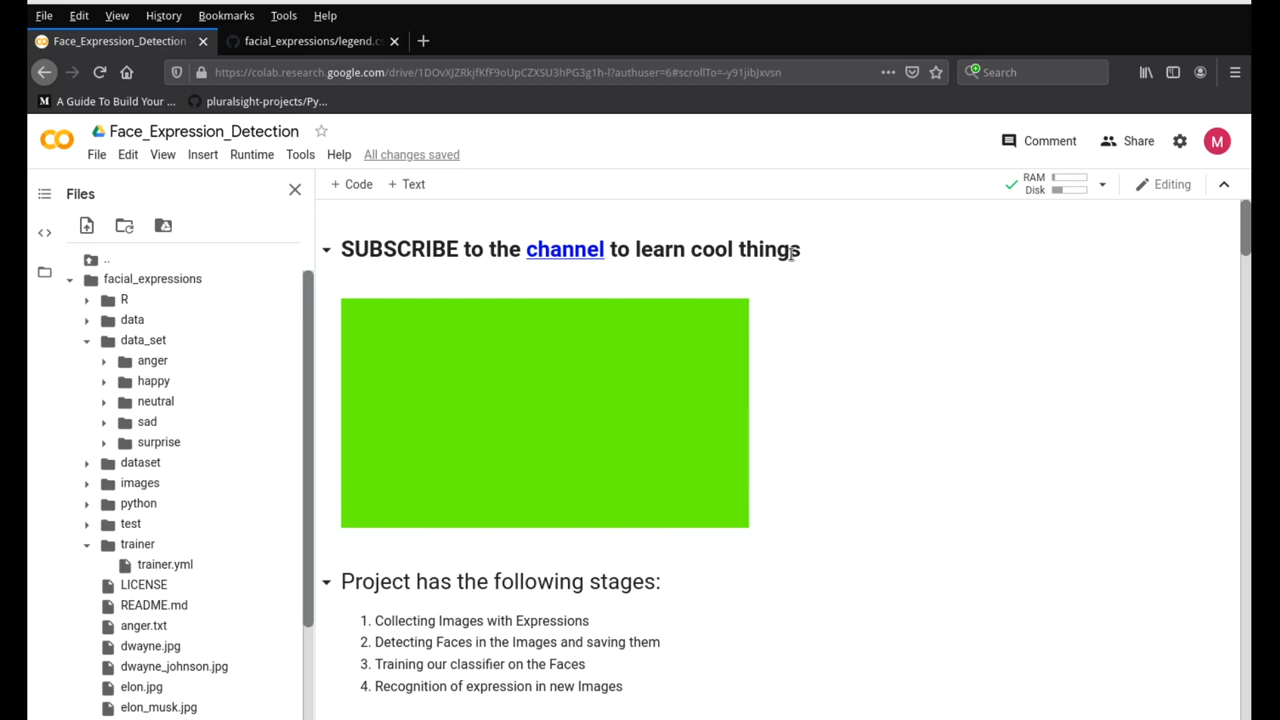 File Edit View History Bookmarks Tools Help
Face_Expression_Detection facial_expressions/legend.cs
https://colab.research.google.com/drive/1DOvXJZRkjfKfF9oUpCZXSU3hPG3g1h-l?authuser=6#scrollTo=-y91jibJxvsn Search
A Guide To Build Your ... pluralsight-projects/Py...
Face_Expression_Detection
Comment Share M
File Edit View Insert Runtime Tools Help All changes saved
Files
+ Code + Text
RAM
Disk
Editing
..
facial_expressions
R
data
data_set
anger
happy
neutral
sad
surprise
dataset
images
python
test
trainer
trainer.yml
LICENSE
README.md
anger.txt
dwayne.jpg
dwayne_johnson.jpg
elon.jpg
elon_musk.jpg
SUBSCRIBE to the channel to learn cool things
Project has the following stages:
1. Collecting Images with Expressions
2. Detecting Faces in the Images and saving them
3. Training our classifier on the Faces
4. Recognition of expression in new Images